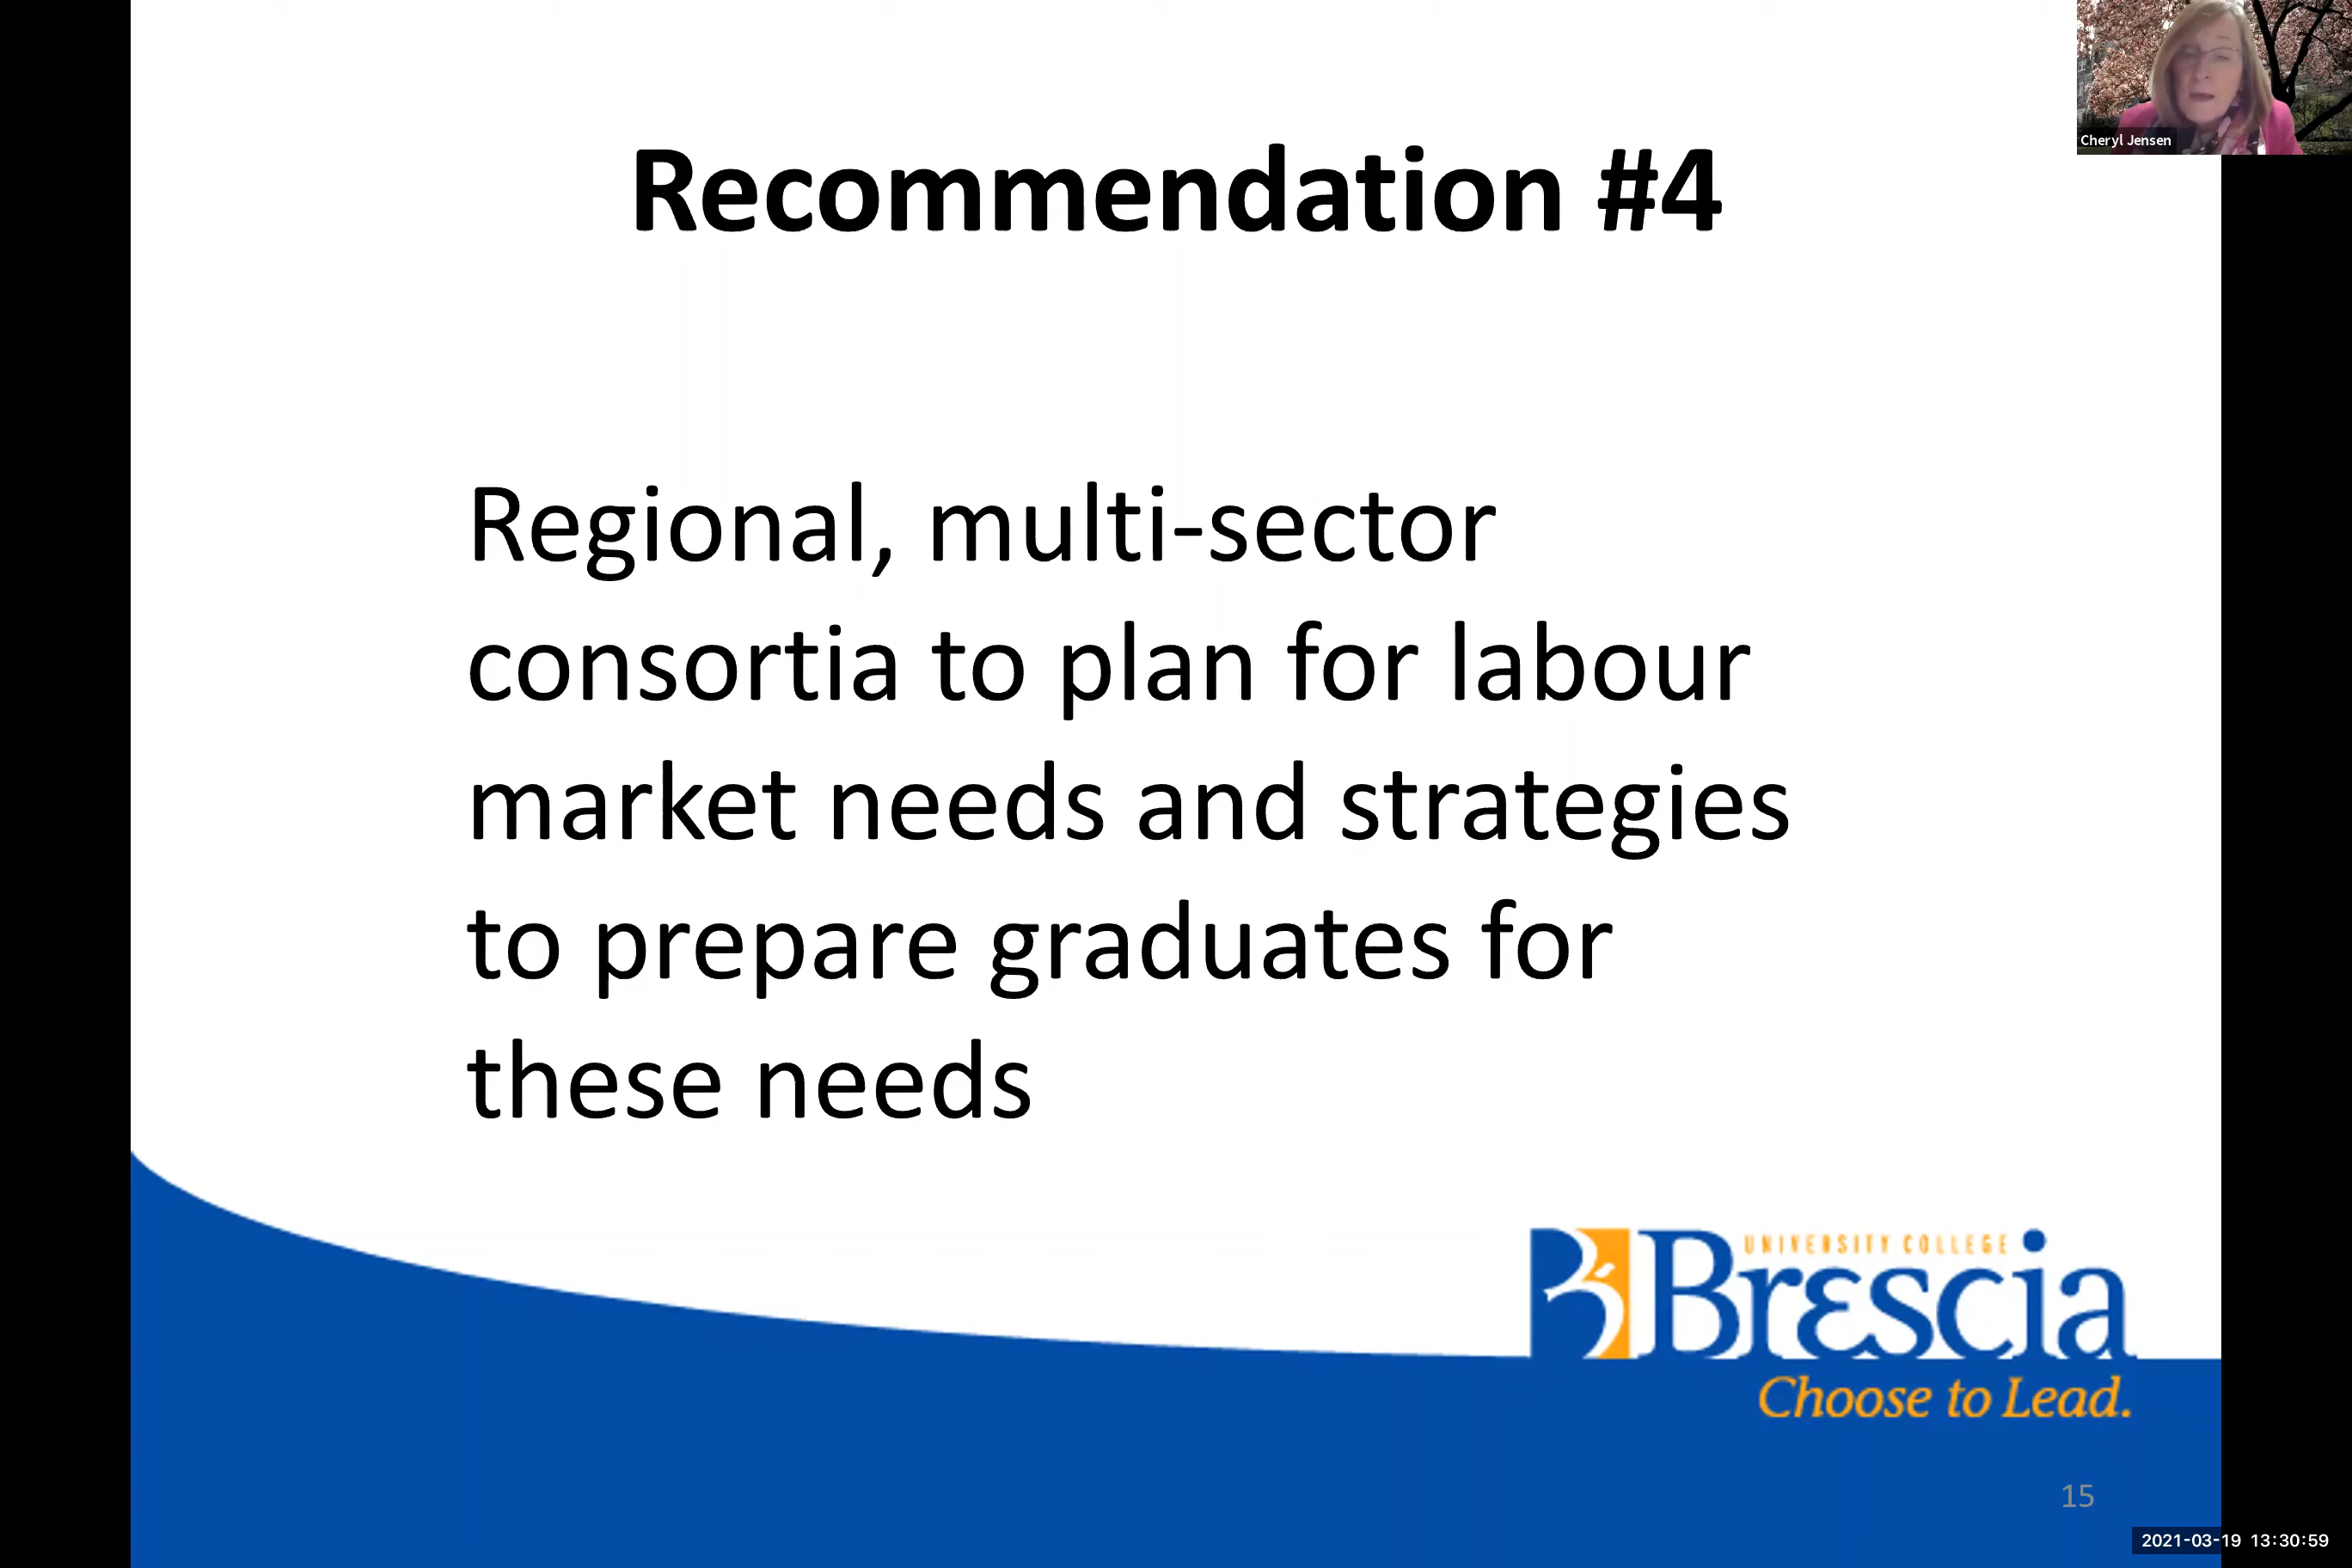 Cheryl Jensen
Recommendation #4
Regional, multi-sector
consortia to plan for labour
market needs and strategies
to prepare graduates for
these needs
UNIVERSITY COLLEGE
Brescia
Choose to Lead.
15
2021-03-19 13:30:59